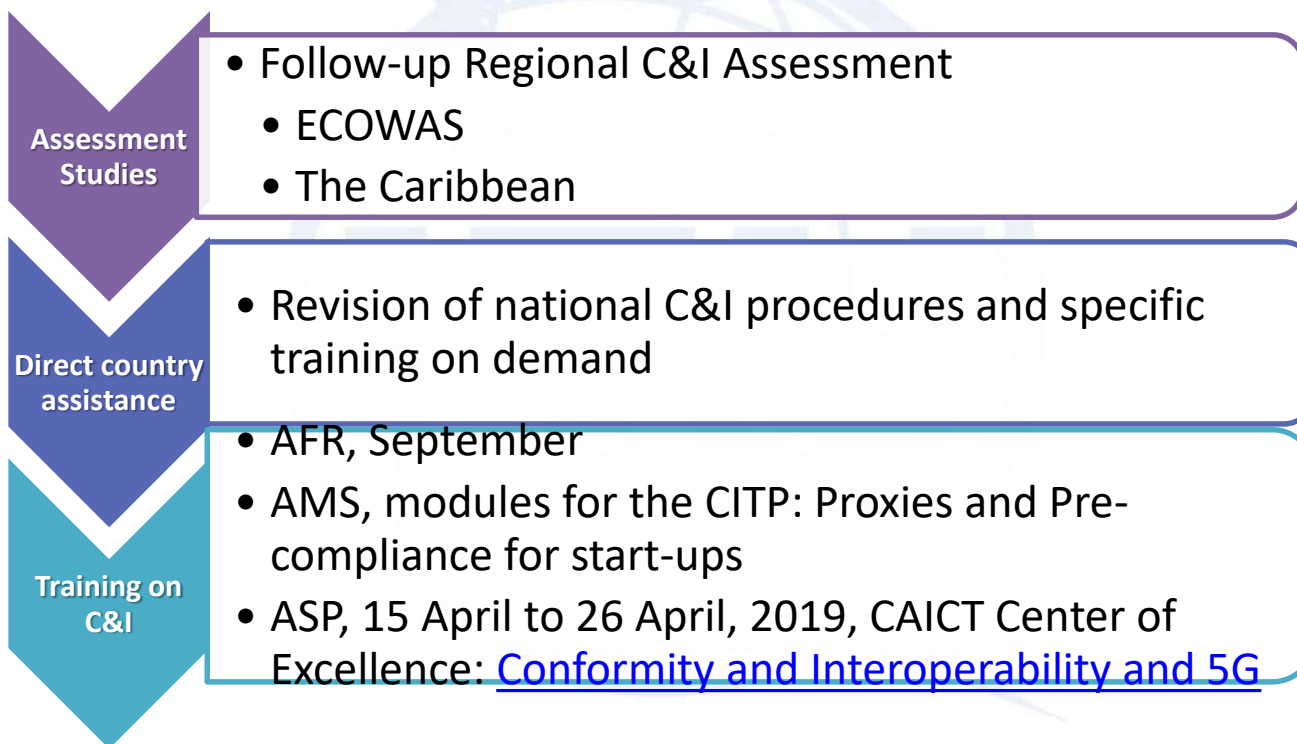 Assessment
Studies
• Follow-up Regional C&I Assessment
• ECOWAS
• The Caribbean
Direct country
assistance
• Revision of national C&I procedures and specific
training on demand
Training on
C&I
• AFR, September
• AMS, modules for the CITP: Proxies and Pre-
compliance for start-ups
• ASP, 15 April to 26 April, 2019, CAICT Center of
Excellence: Conformity and Interoperability and 5G
ITU